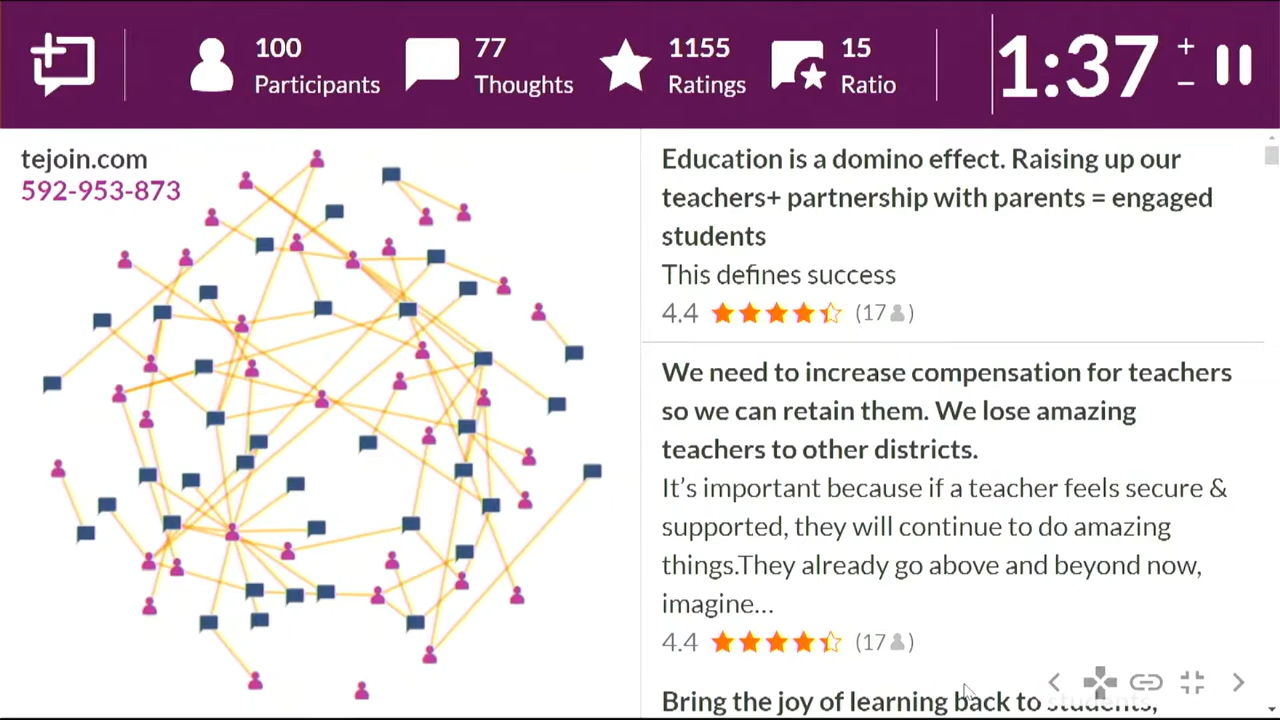 100
Participants
77
Thoughts
1155
Ratings
15
Ratio
1:37
+
−
tejoin.com
592-953-873
Education is a domino effect. Raising up our
teachers+ partnership with parents = engaged
students
This defines success
4.4 (17)
We need to increase compensation for teachers
so we can retain them. We lose amazing
teachers to other districts.
It’s important because if a teacher feels secure &
supported, they will continue to do amazing
things.They already go above and beyond now,
imagine...
4.4 (17)
Bring the joy of learning back to students,